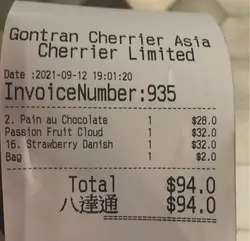 Gontran Cherrier Asia
Cherrier Limited
Date :2021-09-12 19:01:20
InvoiceNumber:935
2. Pain au Chocolate 1 $28.0
Passion Fruit Cloud 1 $32.0
16. Strawberry Danish 1 $32.0
Bag 1 $2.0
Total $94.0
八達通 $94.0